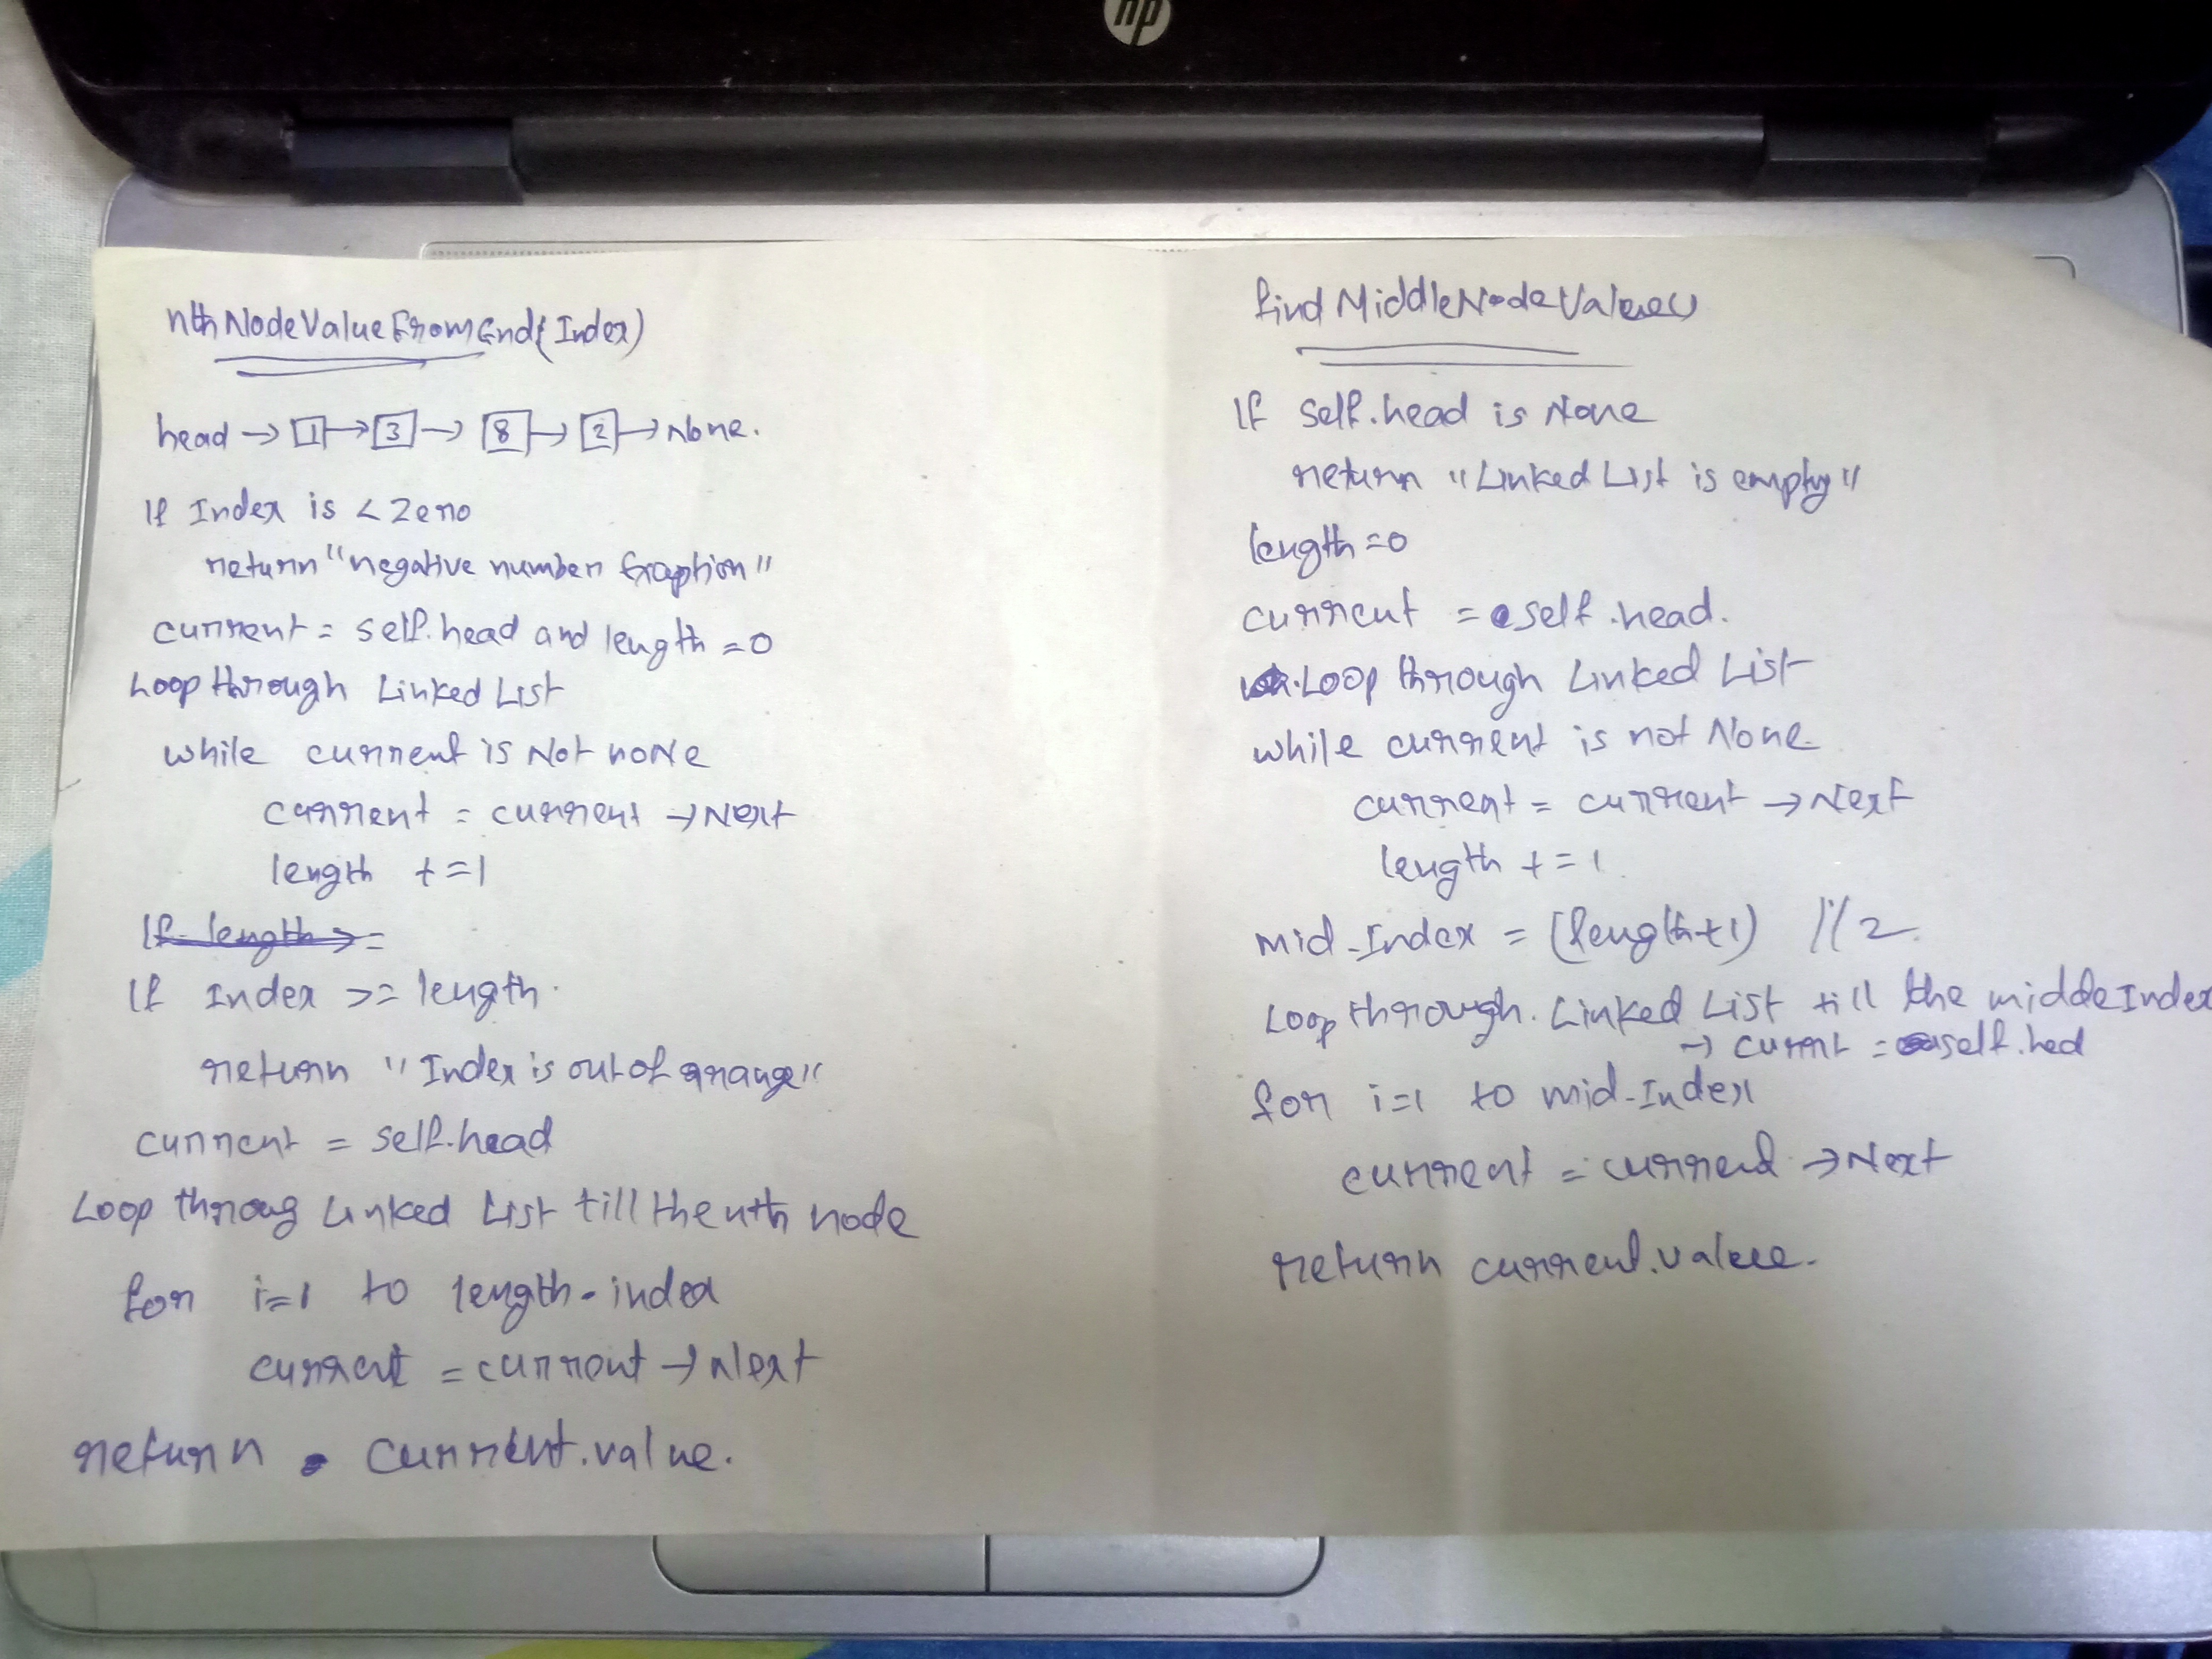 hp
nthNodeValueFromEnd(Index)
head → 1 → 3 → 8 → 2 → None.
If Index is < Zero
return "negative number Exaption"
current = self.head and length = 0
Loop through Linked List
while current is Not noNe
current = current → Next
length += 1
If length >=
If Index >= length.
return "Index is out of range"
current = self.head
Loop throug Linked List till the nth node
for i=1 to length - index
current = current → Next
return current.value.
find MiddleNodeValue()
If self.head is None
return "Linked List is empty"
length = 0
current = self.head.
Loop through Linked List
while current is not None
current = current → Next
length += 1
mid_Index = (length+1) // 2.
Loop through. Linked List till the midde Index
→ curent = self.hed
for i=1 to mid-Index
current = current → Next
return current.value.